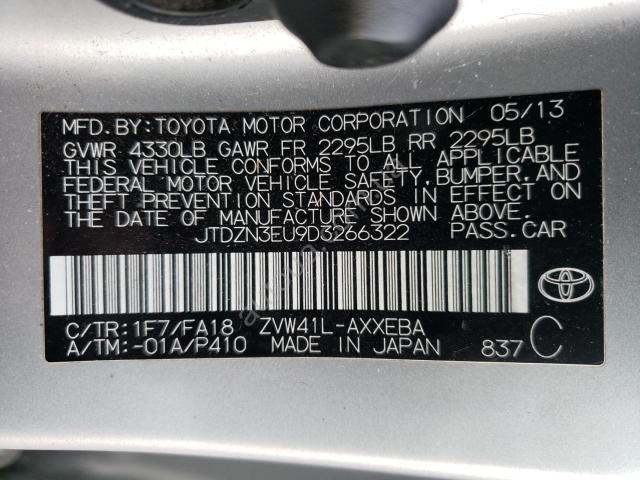 MFD. BY: TOYOTA MOTOR CORPORATION 05/13
GVWR 4330LB GAWR FR 2295LB RR 2295LB
THIS VEHICLE CONFORMS TO ALL APPLICABLE
FEDERAL MOTOR VEHICLE SAFETY, BUMPER, AND
THEFT PREVENTION STANDARDS IN EFFECT ON
THE DATE OF MANUFACTURE SHOWN ABOVE.
JTDZN3EU9D3266322 PASS. CAR
C/TR: 1F7/FA18 ZVW41L-AXXEBA
A/TM: -01A/P410 MADE IN JAPAN 837 C